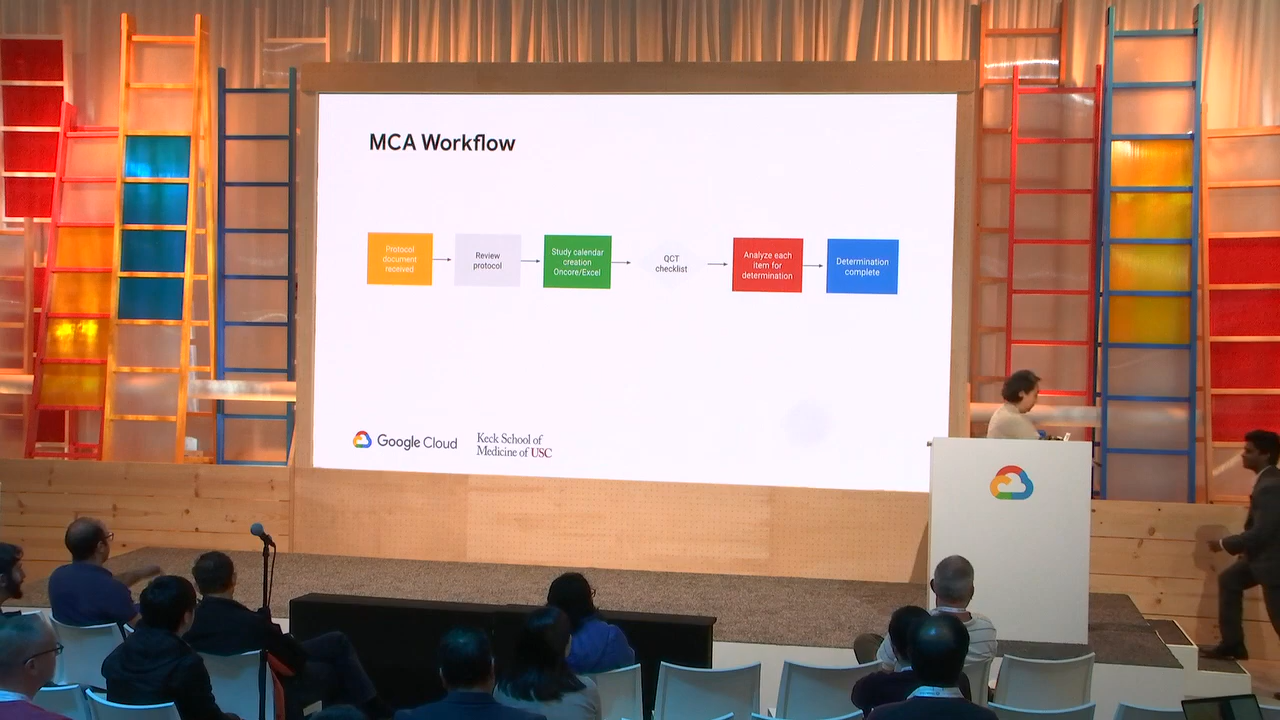 MCA Workflow
Protocol
document
received
Review
protocol
Study calendar
creation
Oncore/Excel
QCT
checklist
Analyze each
item for
determination
Determination
complete
Google Cloud
Keck School of
Medicine of USC